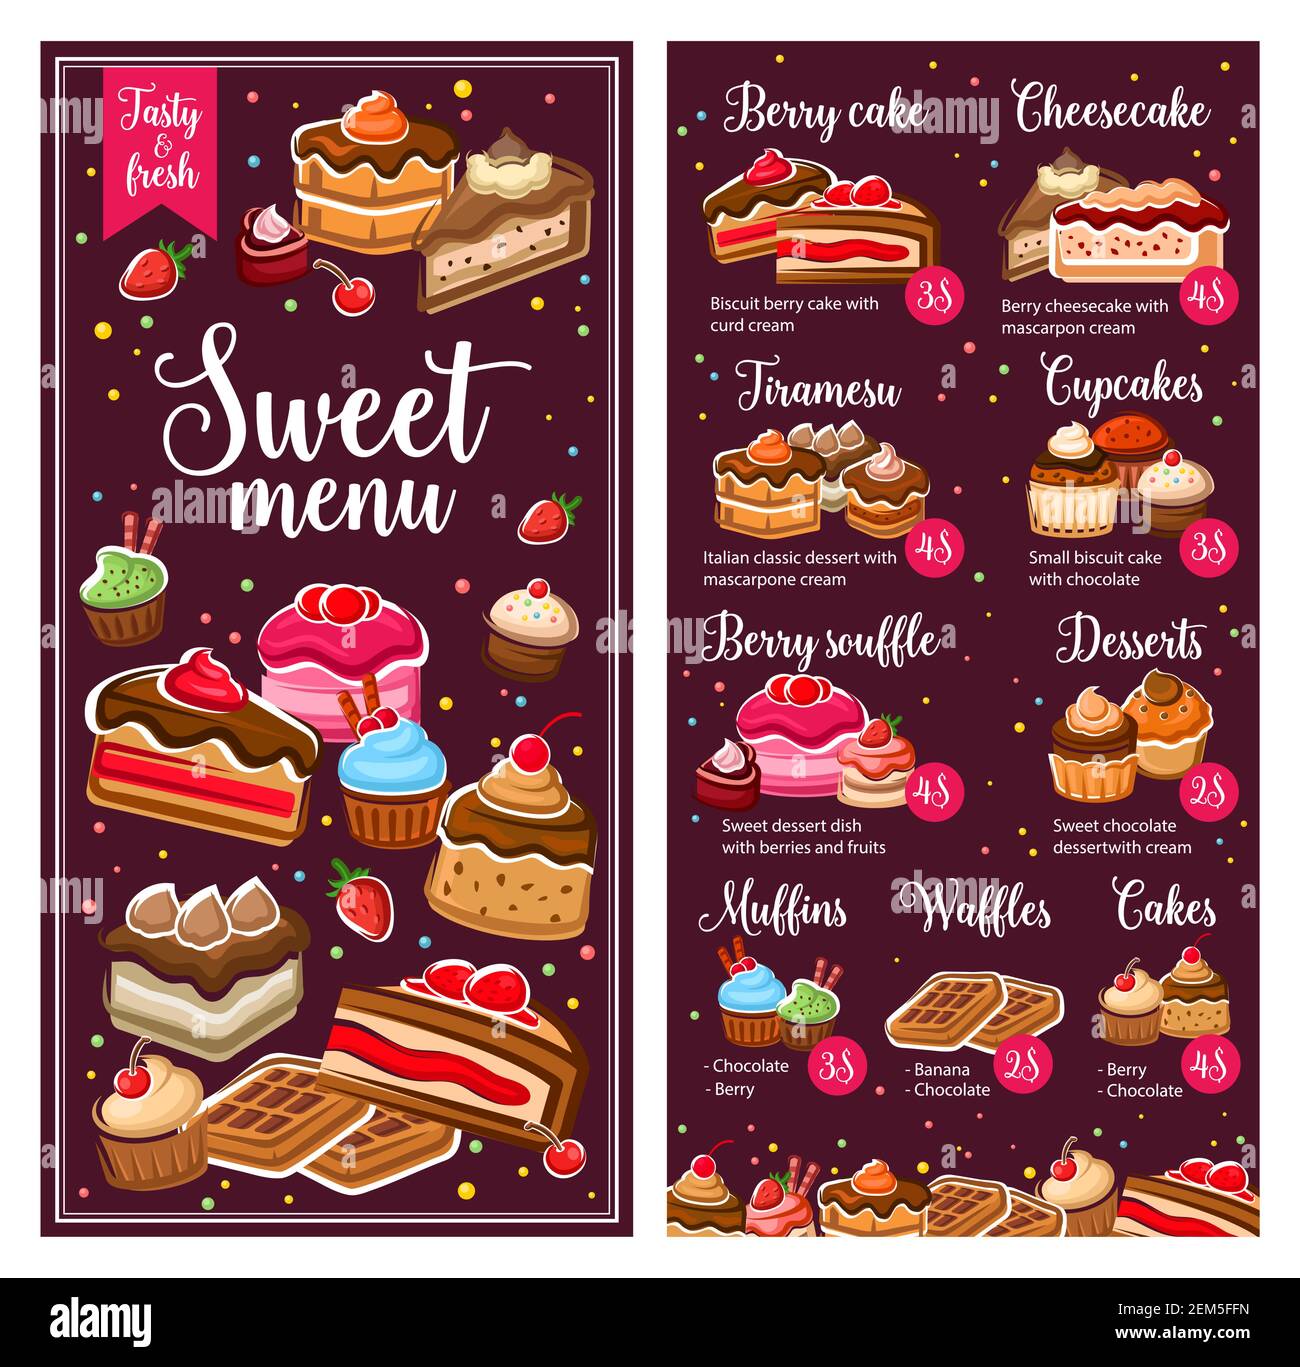 Tasty
&
fresh
Sweet
menu
Berry cake
3$
Biscuit berry cake with
curd cream
Cheesecake
4$
Berry cheesecake with
mascarpon cream
Tiramesu
4$
Italian classic dessert with
mascarpone cream
Cupcakes
3$
Small biscuit cake
with chocolate
Berry souffle
4$
Sweet dessert dish
with berries and fruits
Desserts
2$
Sweet chocolate
dessertwith cream
Muffins
3$
- Chocolate
- Berry
Waffles
2$
- Banana
- Chocolate
Cakes
4$
- Berry
- Chocolate
alamy
Image ID: 2EM5FFN
www.alamy.com